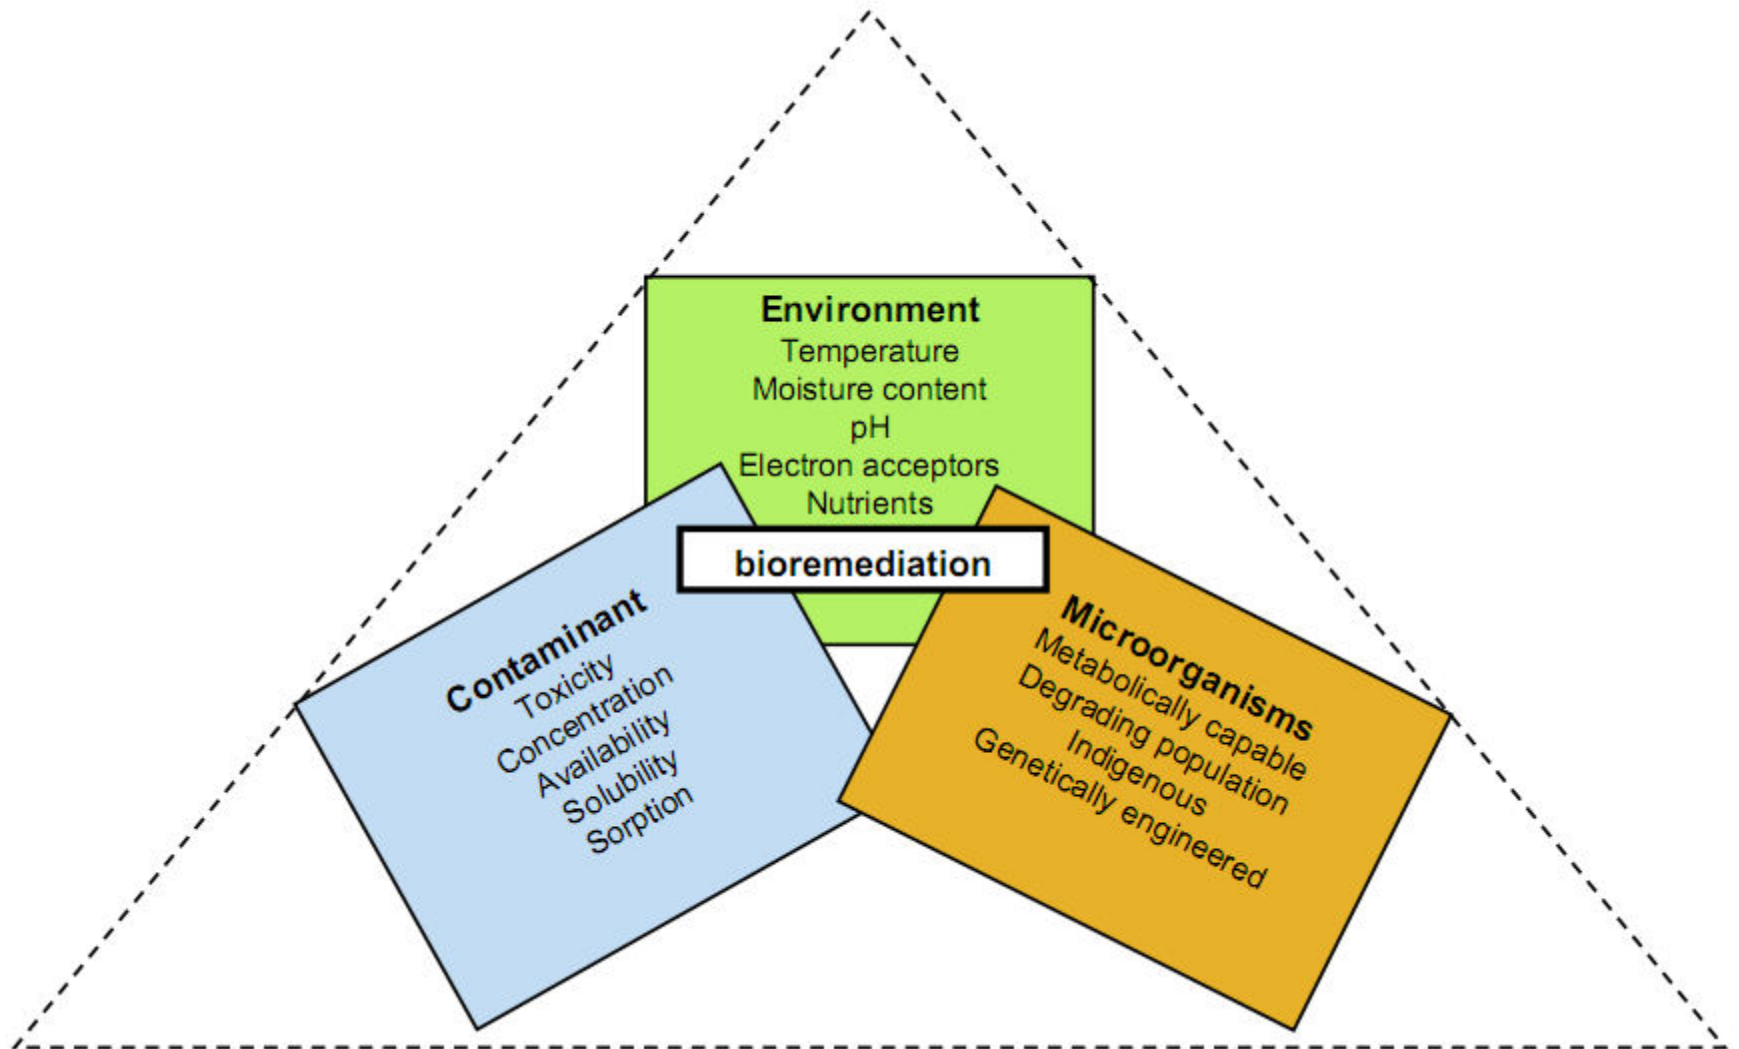 Environment
Temperature
Moisture content
pH
Electron acceptors
Nutrients
bioremediation
Contaminant
Toxicity
Concentration
Availability
Solubility
Sorption
Microorganisms
Metabolically capable
Degrading population
Indigenous
Genetically engineered